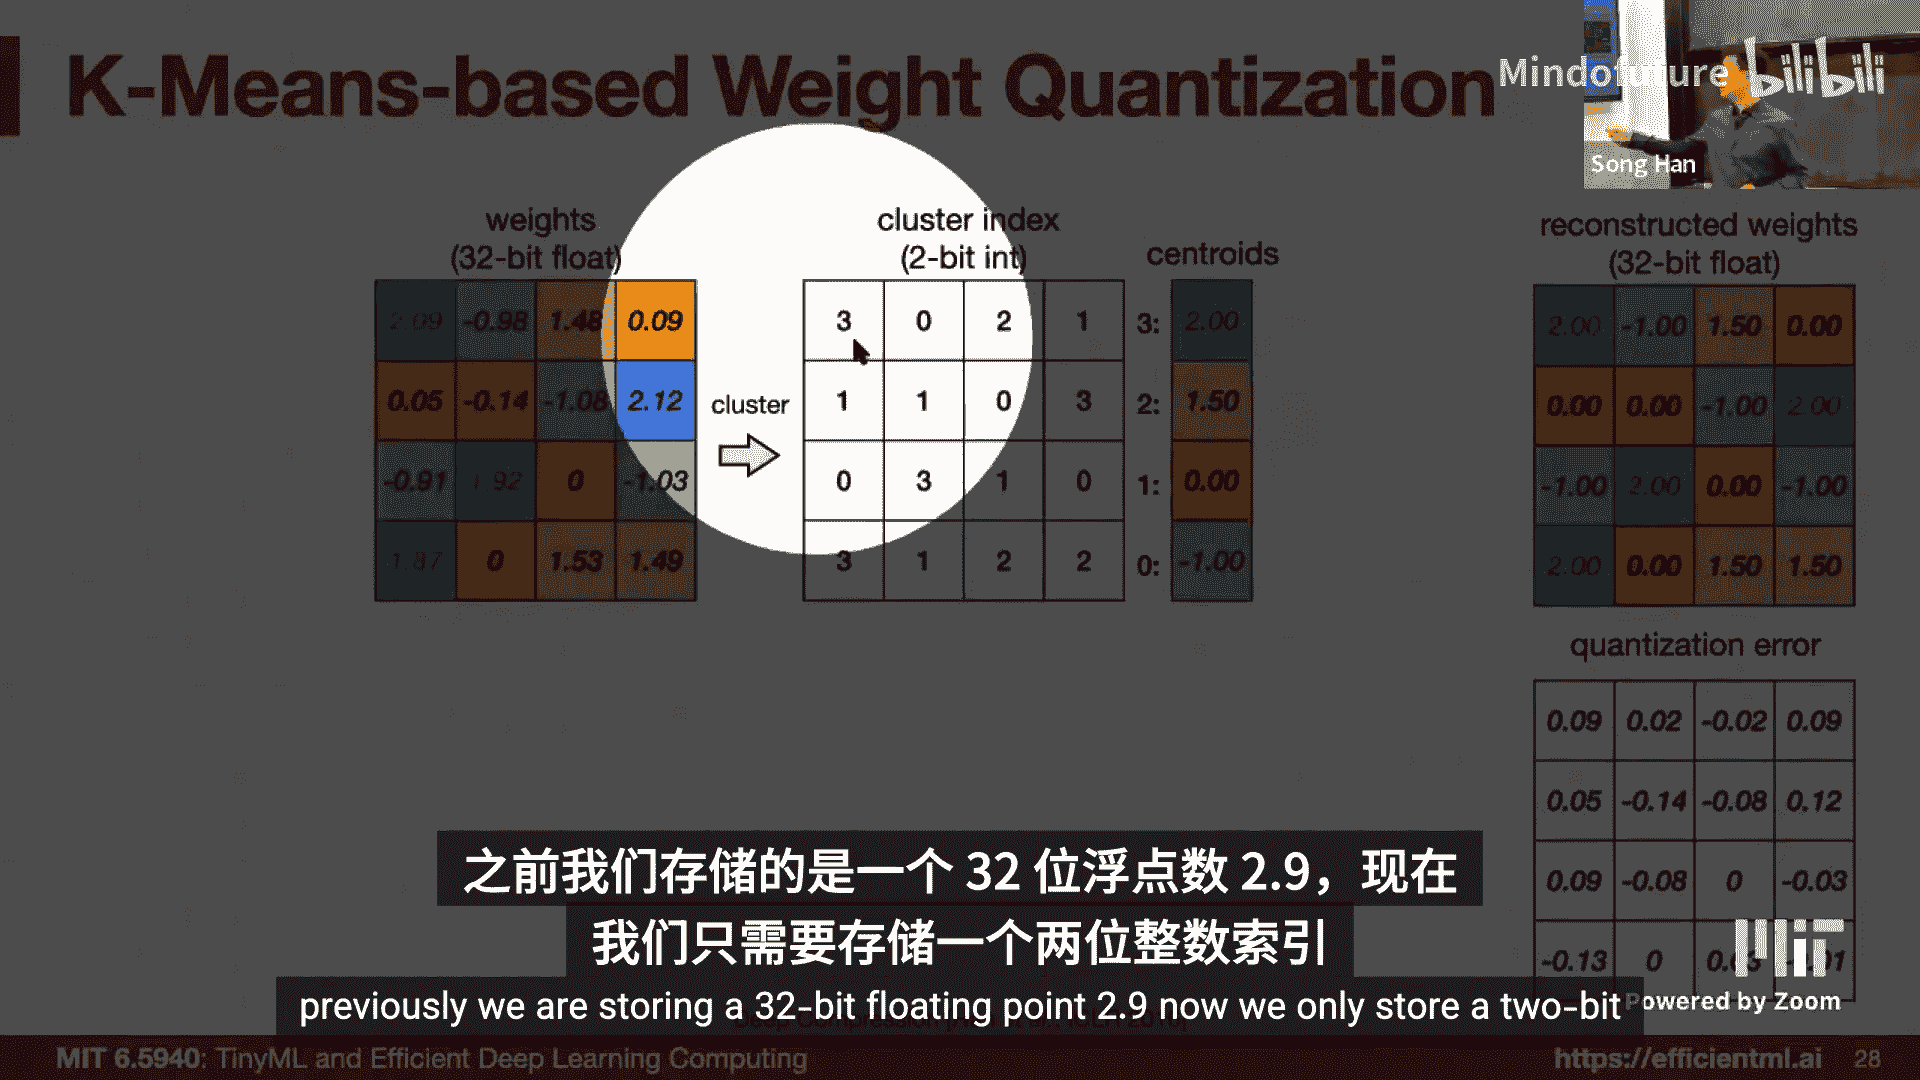 K-Means-based Weight Quantization
Mindofuture bilibili
Song Han
weights
(32-bit float)
2.09 -0.98 1.48 0.09
0.05 -0.14 -1.08 2.12
-0.91 1.92 0 -1.03
1.87 0 1.53 1.49
cluster
cluster index
(2-bit int)
3 0 2 1
1 1 0 3
0 3 1 0
3 1 2 2
centroids
3: 2.00
2: 1.50
1: 0.00
0: -1.00
reconstructed weights
(32-bit float)
2.00 -1.00 1.50 0.00
0.00 0.00 -1.00 2.00
-1.00 2.00 0.00 -1.00
2.00 0.00 1.50 1.50
quantization error
0.09 0.02 -0.02 0.09
0.05 -0.14 -0.08 0.12
0.09 -0.08 0 -0.03
-0.13 0
MIT
Powered by Zoom
之前我们存储的是一个 32 位浮点数 2.9，现在
我们只需要存储一个两位整数索引
previously we are storing a 32-bit floating point 2.9 now we only store a two-bit
MIT 6.5940: TinyML and Efficient Deep Learning Computing
https://efficientml.ai 28